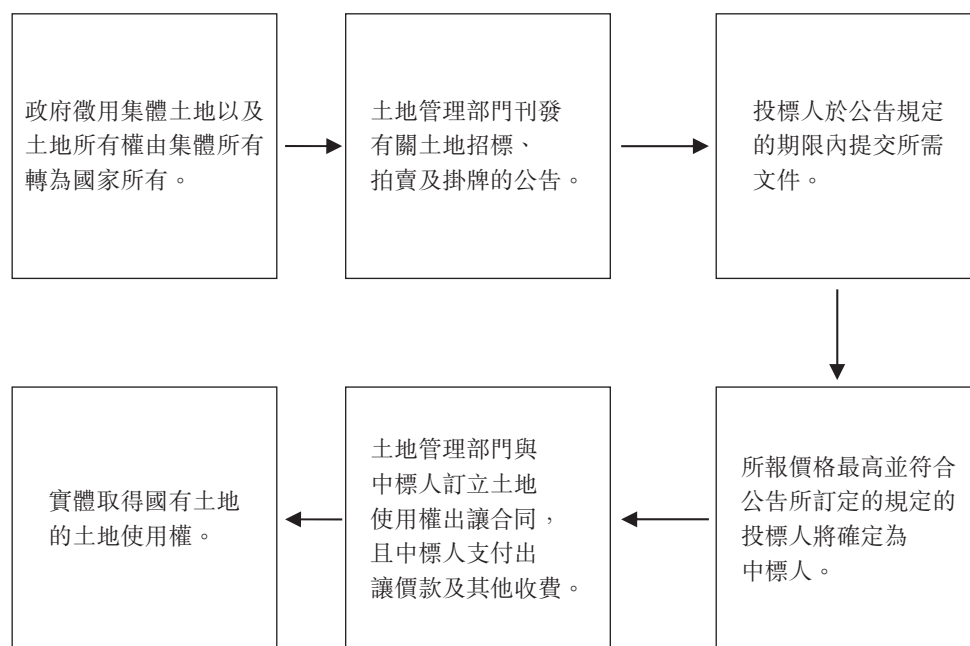 政府徵用集體土地以及
土地所有權由集體所有
轉為國家所有。
土地管理部門刊發
有關土地招標、
拍賣及掛牌的公告。
投標人於公告規定
的期限內提交所需
文件。
所報價格最高並符合
公告所訂定的規定的
投標人將確定為
中標人。
土地管理部門與
中標人訂立土地
使用權出讓合同，
且中標人支付出
讓價款及其他收費。
實體取得國有土地
的土地使用權。